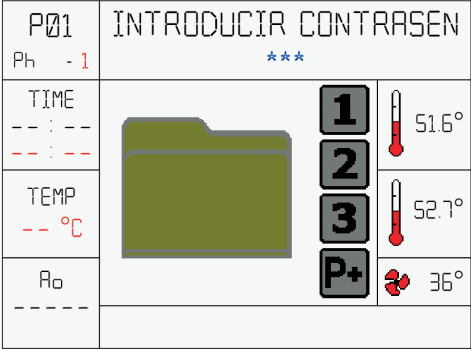 P01
Ph - 1
INTRODUCIR CONTRASEN
***
TIME
-- : --
-- : --
TEMP
-- °C
Ao
-----
1
2
3
P+
51.6°
52.7°
36°